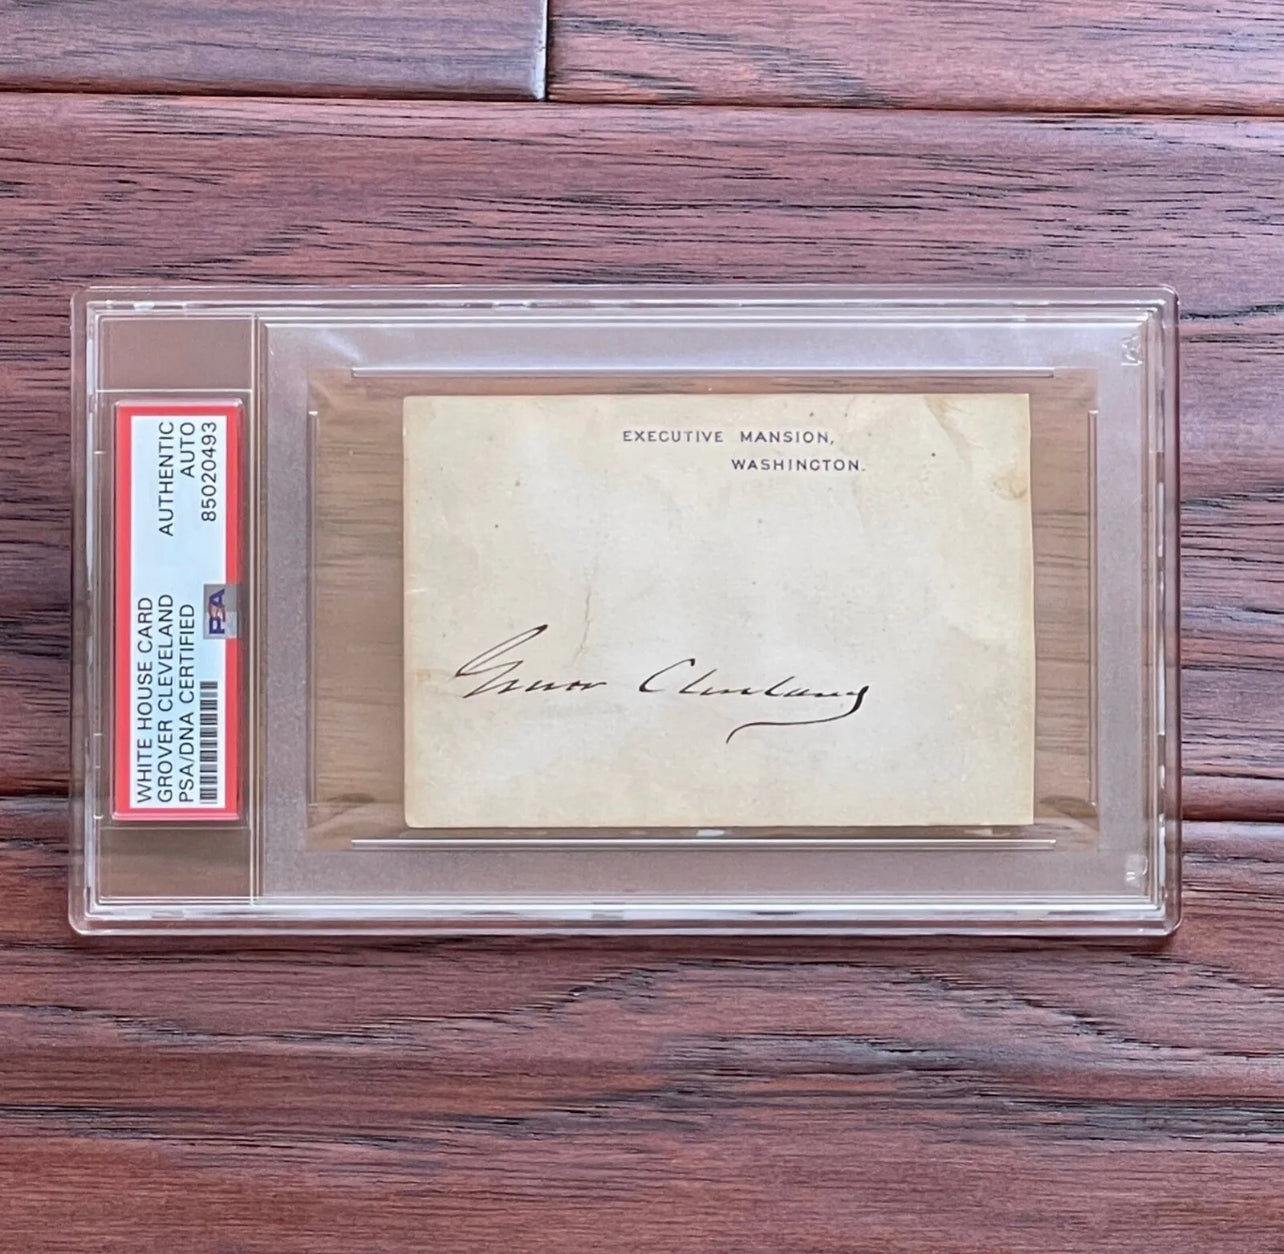 WHITE HOUSE CARD
GROVER CLEVELAND
PSA/DNA CERTIFIED
AUTHENTIC
AUTO
85020493
PSA
EXECUTIVE MANSION,
WASHINGTON.
Grover Cleveland